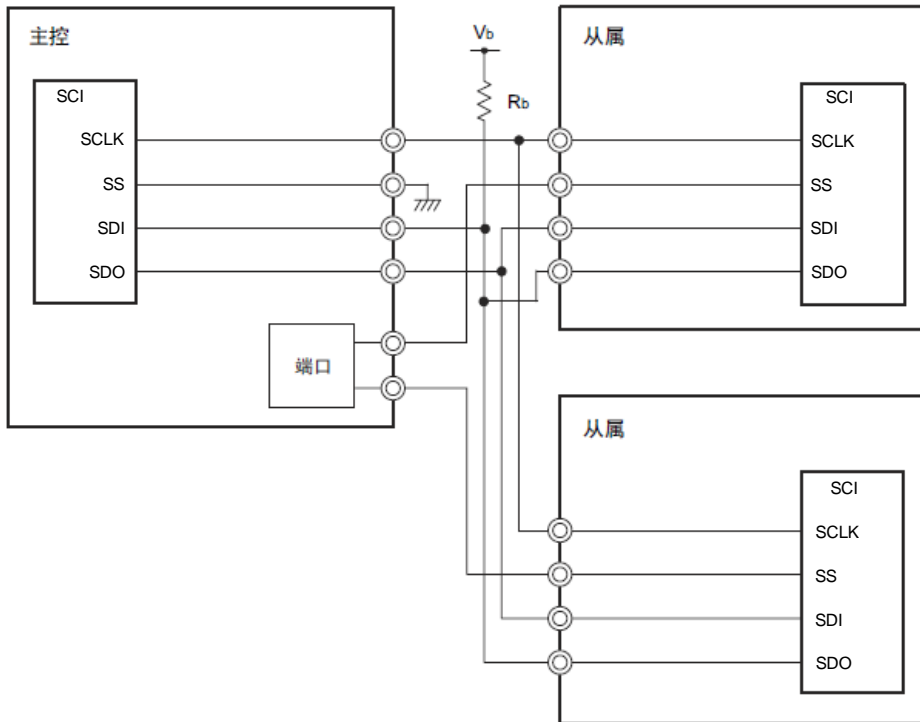 主控
SCI
SCLK
SS
SDI
SDO
端口
Vb
Rb
从属
SCI
SCLK
SS
SDI
SDO
从属
SCI
SCLK
SS
SDI
SDO